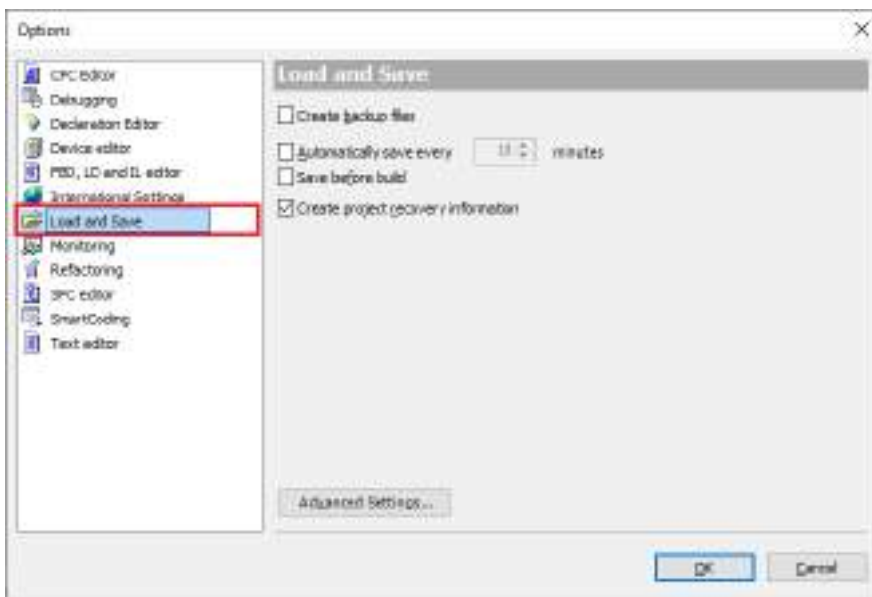 Options
CFC Editor
Debugging
Declaration Editor
Device editor
FBD, LD and IL editor
International Settings
Load and Save
Monitoring
Refactoring
SFC editor
SmartCoding
Text editor
Load and Save
Create backup files
Automatically save every minutes
Save before build
Create project recovery information
Advanced Settings...
OK Cancel